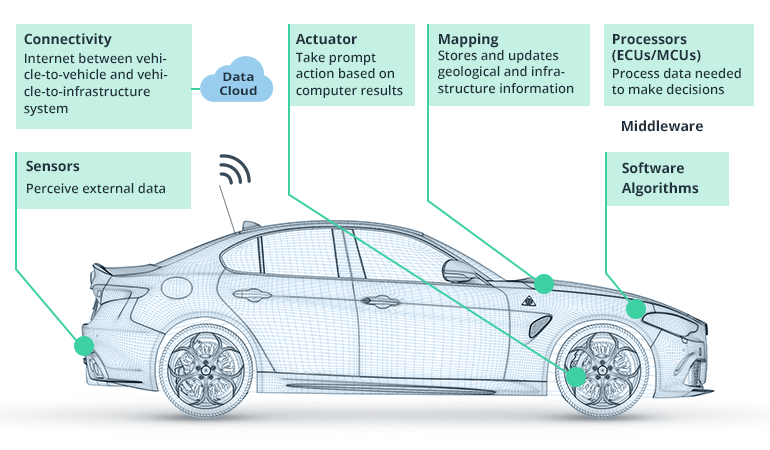 Connectivity
Internet between vehi-
cle-to-vehicle and vehi-
cle-to-infrastructure
system
Data
Cloud
Actuator
Take prompt
action based on
computer results
Mapping
Stores and updates
geological and infra-
structure information
Processors
(ECUs/MCUs)
Process data needed
to make decisions
Middleware
Sensors
Perceive external data
Software
Algorithms